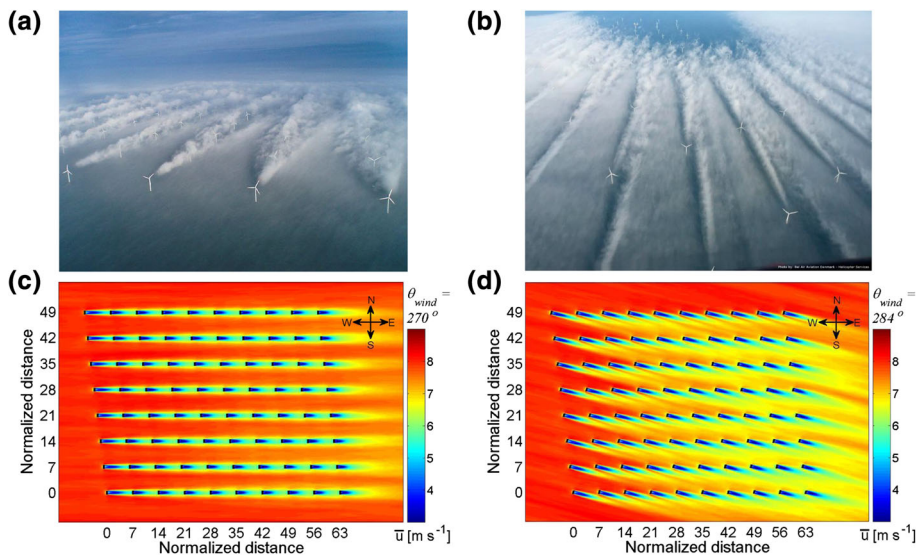 (a)
(b)
Photo by: Bel Air Aviation Denmark - Helicopter Services
(c)
θwind = 270°
N
W E
S
49
42
35
28
21
14
7
0
Normalized distance
8
7
6
5
4
3
0 7 14 21 28 35 42 49 56 63
u̅ [m s⁻¹]
Normalized distance
(d)
θwind = 284°
N
W E
S
49
42
35
28
21
14
7
0
Normalized distance
8
7
6
5
4
3
0 7 14 21 28 35 42 49 56 63
u̅ [m s⁻¹]
Normalized distance